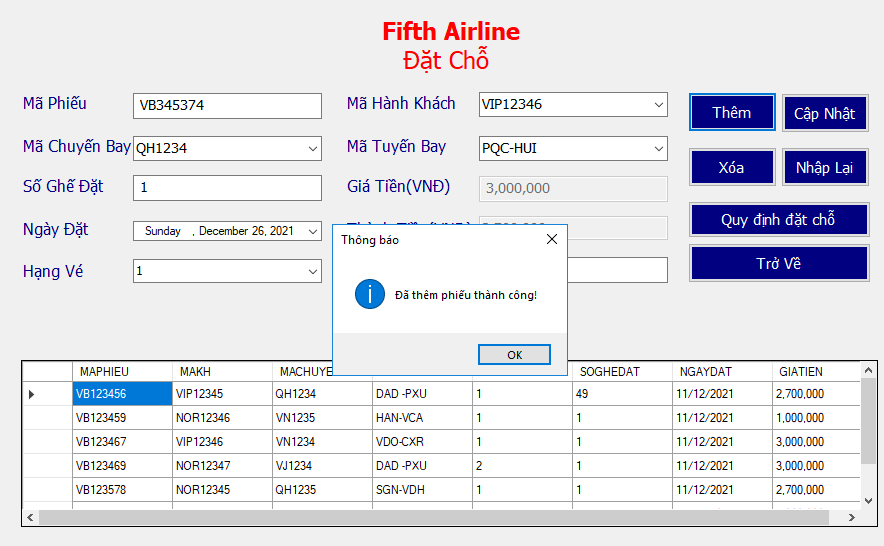 Fifth Airline
Đặt Chỗ
Mã Phiếu VB345374 Mã Hành Khách VIP12346 Thêm Cập Nhật
Mã Chuyến Bay QH1234 Mã Tuyến Bay PQC-HUI
Xóa Nhập Lại
Số Ghế Đặt 1 Giá Tiền(VNĐ) 3,000,000
Quy định đặt chỗ
Ngày Đặt Sunday , December 26, 2021
Hạng Vé 1 Trở Về
Thông báo
Đã thêm phiếu thành công!
OK
MAPHIEU MAKH MACHUYE SOGHEDAT NGAYDAT GIATIEN
VB123456 VIP12345 QH1234 DAD -PXU 1 49 11/12/2021 2,700,000
VB123459 NOR12346 VN1235 HAN-VCA 1 1 11/12/2021 1,000,000
VB123467 VIP12346 VN1234 VDO-CXR 1 1 11/12/2021 3,000,000
VB123469 NOR12347 VJ1234 DAD -PXU 2 1 11/12/2021 3,000,000
VB123578 NOR12345 QH1235 SGN-VDH 1 1 11/12/2021 2,700,000